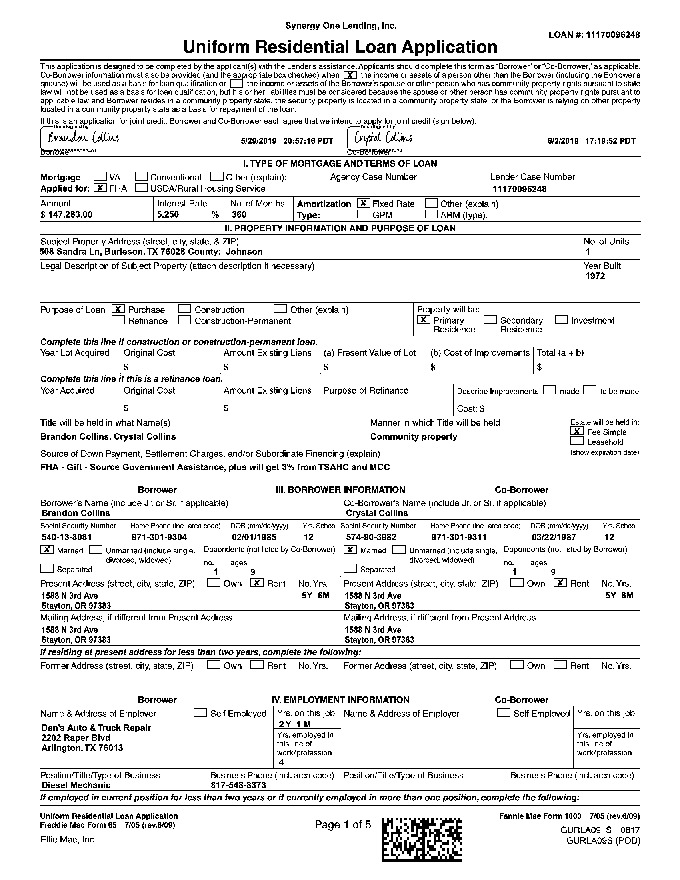 Synergy One Lending, Inc.
LOAN #: 11170096248
Uniform Residential Loan Application
This application is designed to be completed by the applicant(s) with the Lender's assistance. Applicants should complete this form as "Borrower" or "Co-Borrower," as applicable.
Co-Borrower information must also be provided (and the appropriate box checked) when X the income or assets of a person other than the Borrower (including the Borrower's
spouse) will be used as a basis for loan qualification or the income or assets of the Borrower's spouse or other person who has community property rights pursuant to state
law will not be used as a basis for loan qualification, but his or her liabilities must be considered because the spouse or other person has community property rights pursuant to
applicable law and Borrower resides in a community property state, the security property is located in a community property state, or the Borrower is relying on other property
located in a community property state as a basis for repayment of the loan.
If this is an application for joint credit, Borrower and Co-Borrower each agree that we intend to apply for joint credit (sign below).
Brandon Collins 5/29/2019 20:57:16 PDT Crystal Collins
Borrower Co-Borrower
I. TYPE OF MORTGAGE AND TERMS OF LOAN
Mortgage VA Conventional Other (explain): Agency Case Number Lender Case Number
Applied for: X FHA USDA/Rural Housing Service 11170096248
Amount Interest Rate No. of Months Amortization X Fixed Rate Other (explain)
$ 147,283.00 5.250 % 360 Type: GPM ARM (type):
II. PROPERTY INFORMATION AND PURPOSE OF LOAN
Subject Property Address (street, city, state, & ZIP) No. of Units
508 Sandra Ln, Burleson, TX 76028 County: Johnson 1
Legal Description of Subject Property (attach description if necessary) Year Built
1972
Purpose of Loan X Purchase Construction Other (explain) Property will be:
Refinance Construction-Permanent X Primary Residence Secondary Residence Investment
Complete this line if construction or construction-permanent loan.
Year Lot Acquired Original Cost Amount Existing Liens (a) Present Value of Lot (b) Cost of Improvements Total (a + b)
$ $ $ $ $
Complete this line if this is a refinance loan.
Year Acquired Original Cost Amount Existing Liens Purpose of Refinance Describe Improvements made to be made
$ $ Cost: $
Title will be held in what Name(s) Manner in which Title will be held Estate will be held in:
Brandon Collins, Crystal Collins Community property X Fee Simple
Leasehold
Source of Down Payment, Settlement Charges, and/or Subordinate Financing (explain) (show expiration date)
FHA - Gift - Source Government Assistance, plus will get 3% from TSAHC and MCC
Borrower III. BORROWER INFORMATION Co-Borrower
Borrower's Name (include Jr. or Sr. if applicable) Co-Borrower's Name (include Jr. or Sr. if applicable)
Brandon Collins Crystal Collins
Social Security Number Home Phone (incl. area code) DOB (mm/dd/yyyy) Yrs. School Social Security Number Home Phone (incl. area code) DOB (mm/dd/yyyy) Yrs. School
971-301-9304 02/01/1985 12 971-301-9311 03/22/1987 12
X Married Unmarried (include single, divorced, widowed) Dependents (not listed by Co-Borrower) X Married Unmarried (include single, divorced, widowed) Dependents (not listed by Borrower)
Separated no. 1 ages 9 Separated no. 1 ages 9
Present Address (street, city, state, ZIP) Own X Rent No. Yrs. Present Address (street, city, state, ZIP) Own X Rent No. Yrs.
1588 N 3rd Ave 5Y 6M 1588 N 3rd Ave 5Y 6M
Stayton, OR 97383 Stayton, OR 97383
Mailing Address, if different from Present Address Mailing Address, if different from Present Address
1588 N 3rd Ave 1588 N 3rd Ave
Stayton, OR 97383 Stayton, OR 97383
If residing at present address for less than two years, complete the following:
Former Address (street, city, state, ZIP) Own Rent No. Yrs. Former Address (street, city, state, ZIP) Own Rent No. Yrs.
Borrower IV. EMPLOYMENT INFORMATION Co-Borrower
Name & Address of Employer Self Employed Yrs. on this job Name & Address of Employer Self Employed Yrs. on this job
Dan's Auto & Truck Repair 2Y 1M
2202 Raper Blvd Yrs. employed in this line of work/profession Yrs. employed in this line of work/profession
Arlington, TX 76013 4
Position/Title/Type of Business Business Phone (incl. area code) Position/Title/Type of Business Business Phone (incl. area code)
Diesel Mechanic
If employed in current position for less than two years or if currently employed in more than one position, complete the following:
Uniform Residential Loan Application Fannie Mae Form 1003 7/05 (rev.6/09)
Freddie Mac Form 65 7/05 (rev.6/09) Page 1 of 5 GURLA09_S 0817
Ellie Mae, Inc. GURLA09S (POD)